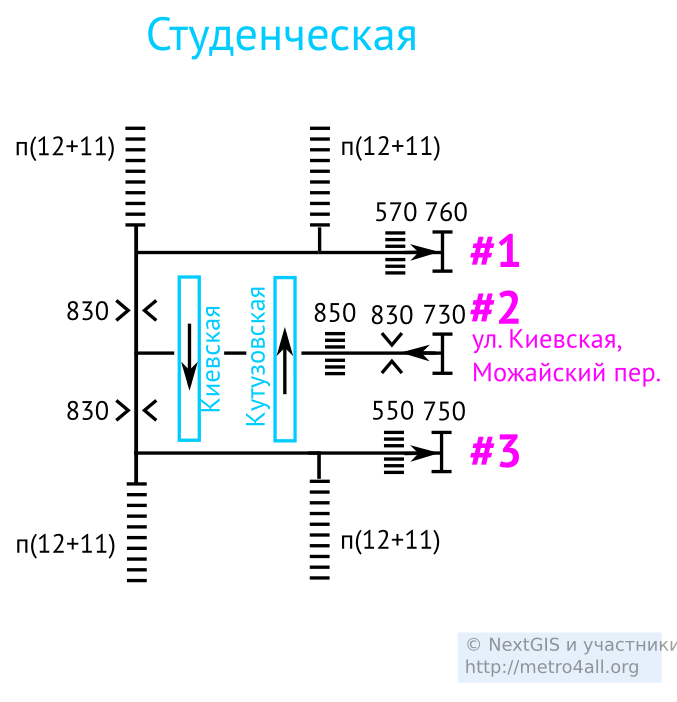 Студенческая
п(12+11)
п(12+11)
570 760
#1
830
Киевская
Кутузовская
850
830
730
#2
ул. Киевская,
Можайский пер.
830
550 750
#3
п(12+11)
п(12+11)
© NextGIS и участники
http://metro4all.org